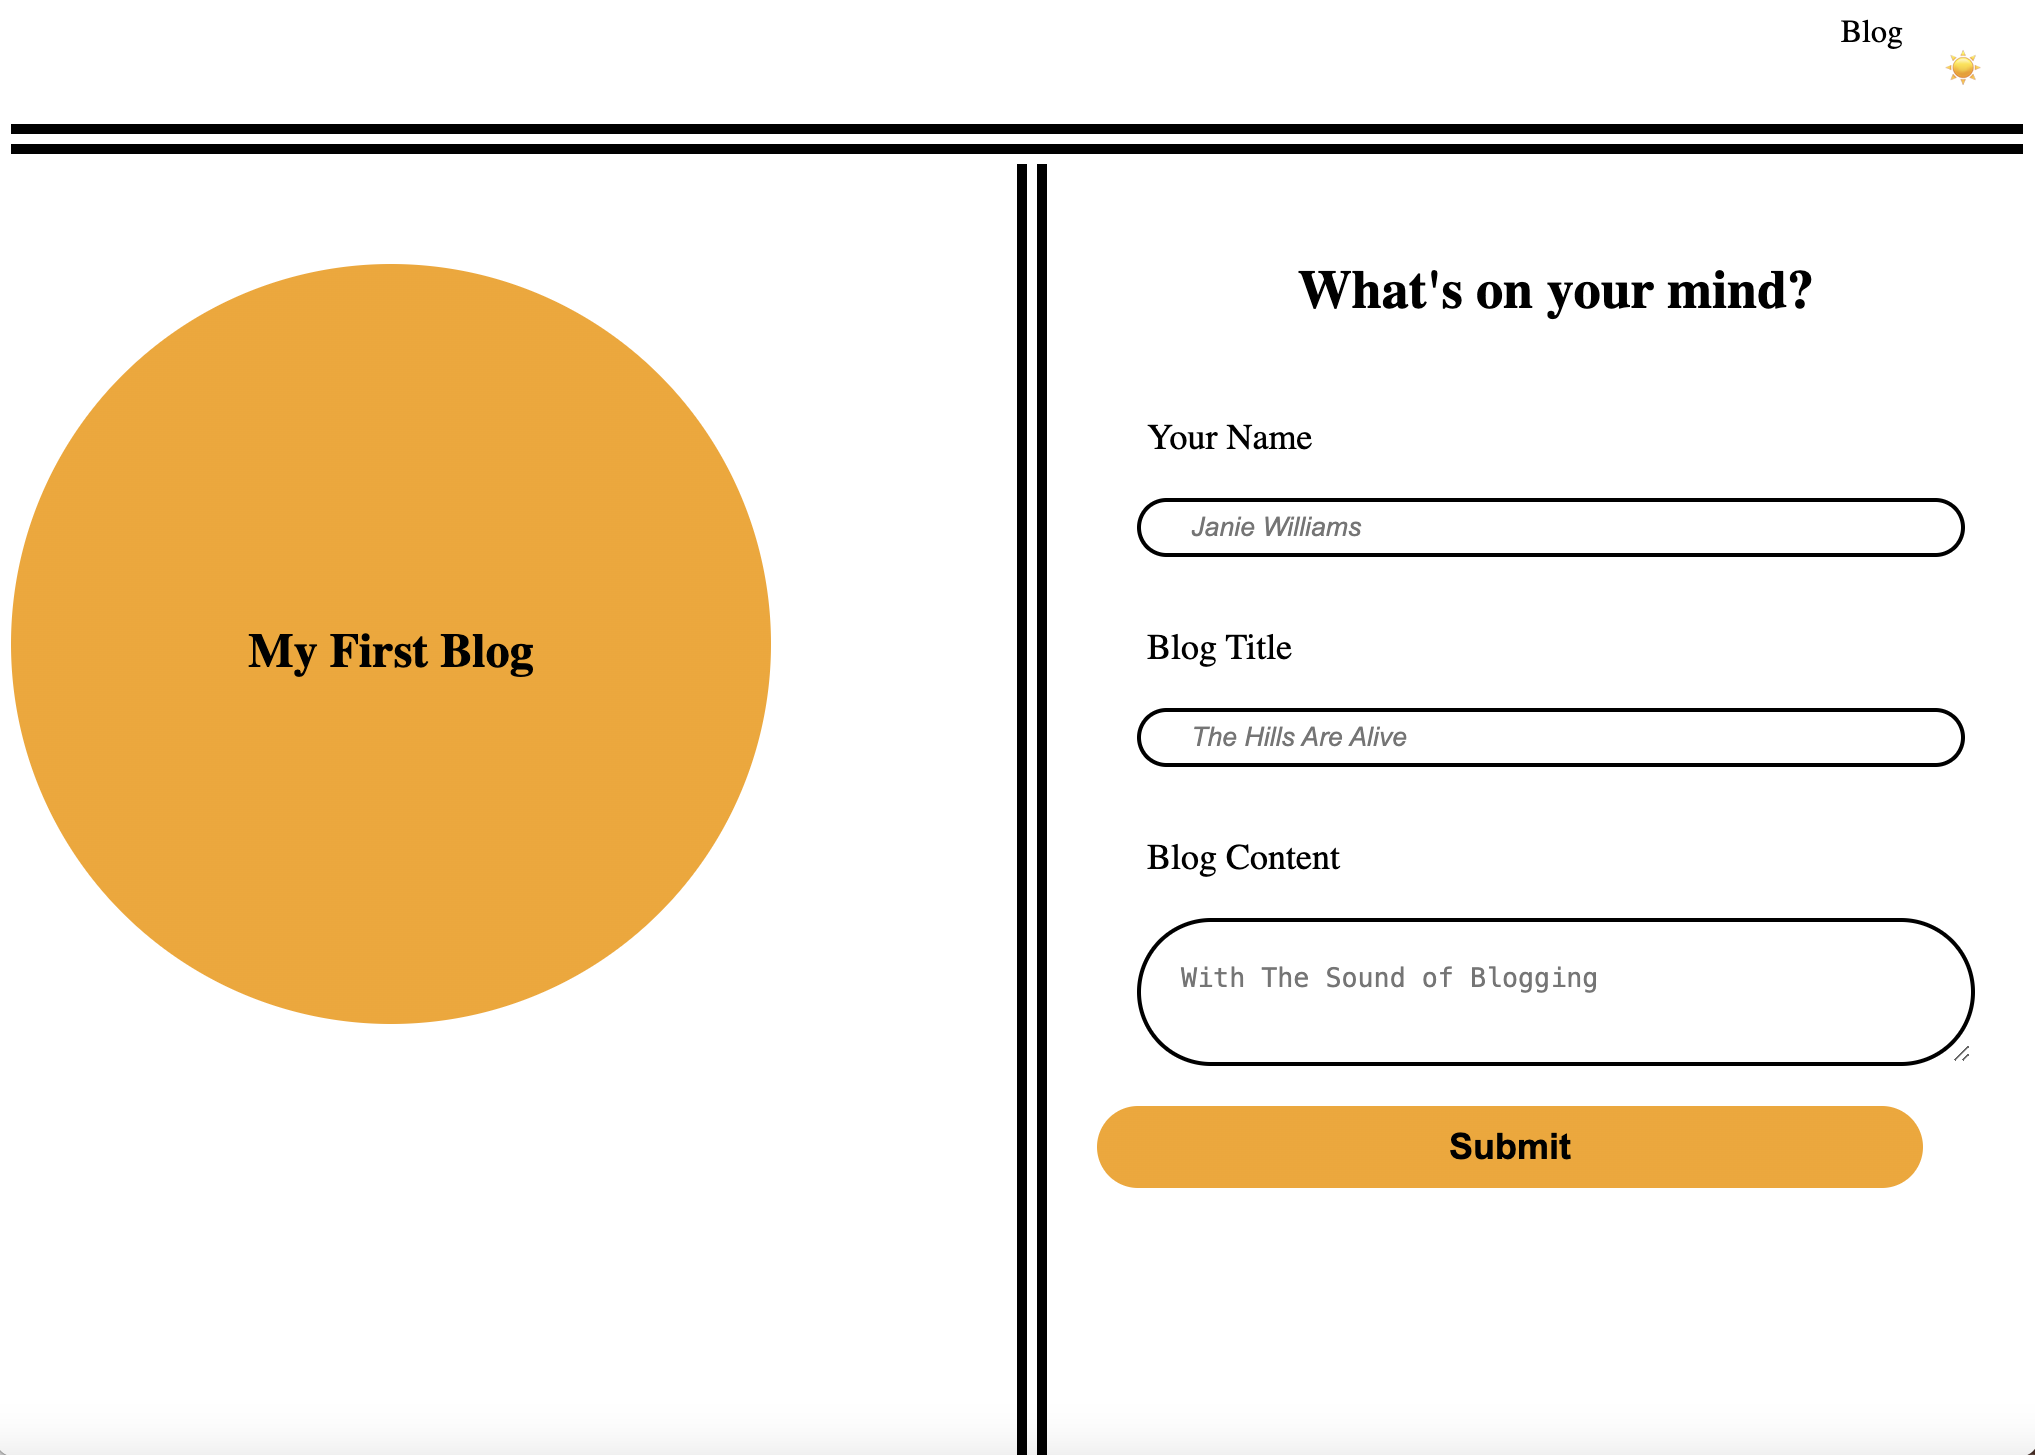 Blog
My First Blog
What's on your mind?
Your Name
Janie Williams
Blog Title
The Hills Are Alive
Blog Content
With The Sound of Blogging
Submit